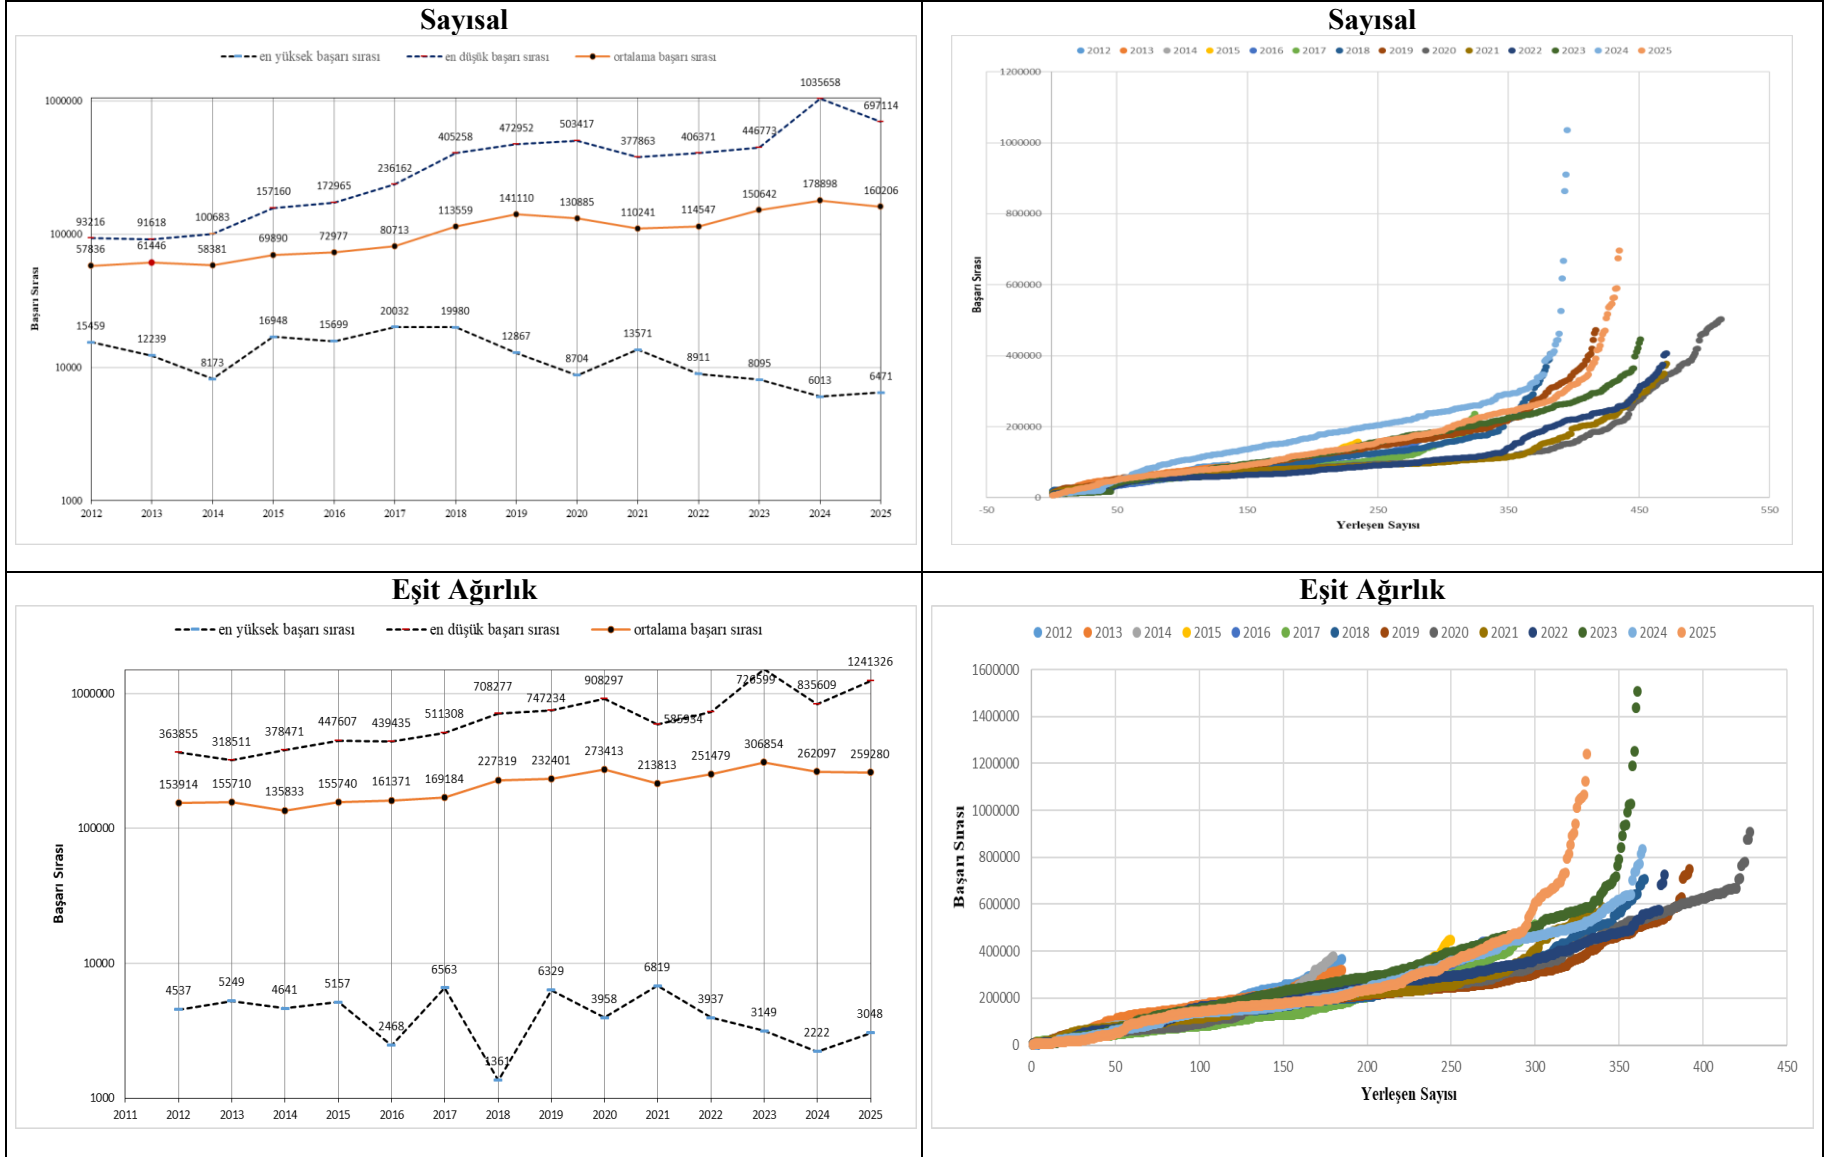 Sayısal
en yüksek başarı sırası en düşük başarı sırası ortalama başarı sırası
1035658
1000000 697114
503417
472952 446773
405258 406371
377863
236162
172965 178898
157160 150642 160206
141110 130885
113559 110241 114547
93216 91618 100683
100000
80713
69890 72977
57836 61446 58381
Başarı Sırası
20032 19980
15459 16948 15699
12239 12867 13571
10000 8173 8704 8911 8095
6013 6471
1000
2012 2013 2014 2015 2016 2017 2018 2019 2020 2021 2022 2023 2024 2025
Sayısal
2012 2013 2014 2015 2016 2017 2018 2019 2020 2021 2022 2023 2024 2025
1200000
1000000
800000
600000
400000
200000
0
Başarı Sırası
-50 50 150 250 350 450 550
Yerleşen Sayısı
Eşit Ağırlık
en yüksek başarı sırası en düşük başarı sırası ortalama başarı sırası
1241326
1000000 708277 747234 908297 585934 726599 835609
363855 318511 378471 447607 439435 511308
153914 155710 135833 155740 161371 169184 227319 232401 273413 213813 251479 306854 262097 259280
100000
Başarı Sırası
10000
4537 5249 4641 5157 2468 6563 1361 6329 3958 6819 3937 3149 2222 3048
1000
2011 2012 2013 2014 2015 2016 2017 2018 2019 2020 2021 2022 2023 2024 2025
Eşit Ağırlık
2012 2013 2014 2015 2016 2017 2018 2019 2020 2021 2022 2023 2024 2025
1600000
1400000
1200000
1000000
800000
600000
400000
200000
0
Başarı Sırası
0 50 100 150 200 250 300 350 400 450
Yerleşen Sayısı